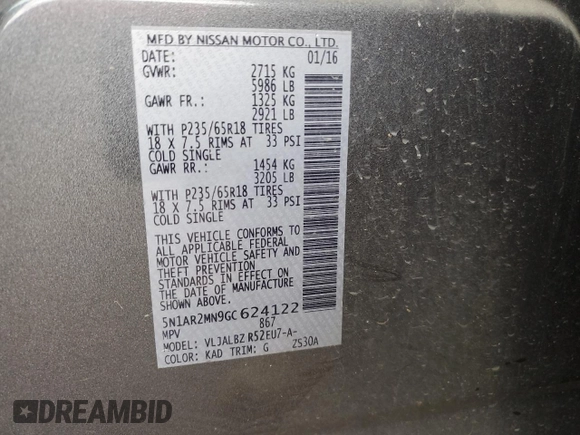 MFD BY NISSAN MOTOR CO., LTD.
DATE: 01/16
GVWR: 2715 KG
5986 LB
GAWR FR.: 1325 KG
2921 LB
WITH P235/65R18 TIRES
18 X 7.5 RIMS AT 33 PSI
COLD SINGLE
GAWR RR.: 1454 KG
3205 LB
WITH P235/65R18 TIRES
18 X 7.5 RIMS AT 33 PSI
COLD SINGLE
THIS VEHICLE CONFORMS TO
ALL APPLICABLE FEDERAL
MOTOR VEHICLE SAFETY AND
THEFT PREVENTION
STANDARDS IN EFFECT ON
THE DATE OF MANUFACTURE
SHOWN ABOVE.
5N1AR2MN9GC 624122
MPV 867
MODEL: VLJALBZ R52EU7-A-
COLOR: KAD TRIM: G ZS30A
DREAMBID